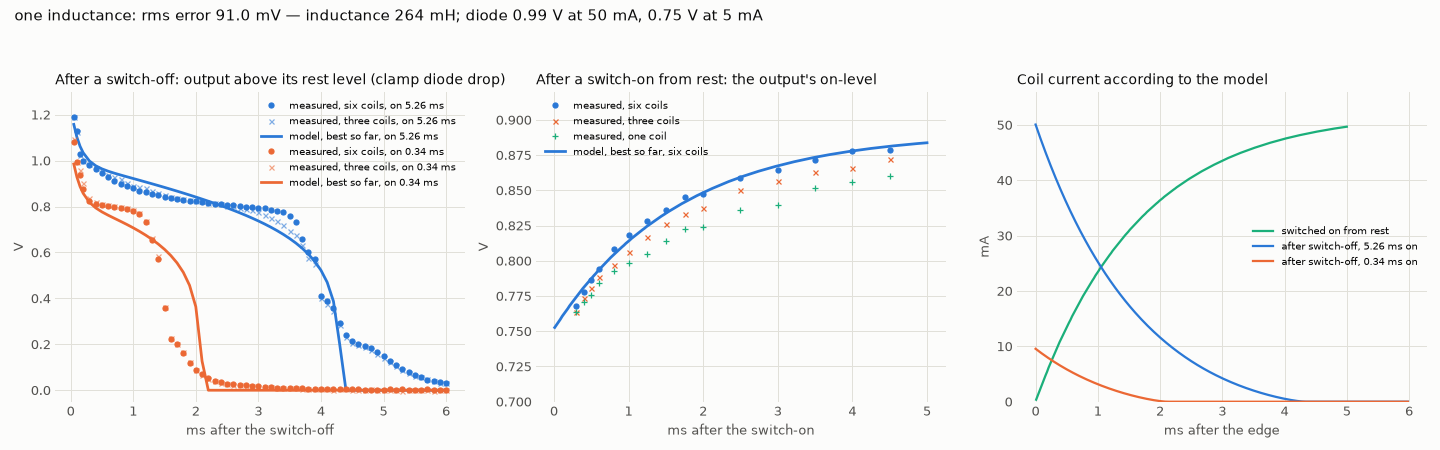 one inductance: rms error 91.0 mV — inductance 264 mH; diode 0.99 V at 50 mA, 0.75 V at 5 mA
After a switch-off: output above its rest level (clamp diode drop)
measured, six coils, on 5.26 ms
measured, three coils, on 5.26 ms
model, best so far, on 5.26 ms
measured, six coils, on 0.34 ms
measured, three coils, on 0.34 ms
model, best so far, on 0.34 ms
1.2
1.0
0.8
0.6
0.4
0.2
0.0
V
0 1 2 3 4 5 6
ms after the switch-off
After a switch-on from rest: the output's on-level
measured, six coils
measured, three coils
measured, one coil
model, best so far, six coils
0.900
0.875
0.850
0.825
0.800
0.775
0.750
0.725
0.700
V
0 1 2 3 4 5
ms after the switch-on
Coil current according to the model
switched on from rest
after switch-off, 5.26 ms on
after switch-off, 0.34 ms on
50
40
30
20
10
0
mA
0 1 2 3 4 5 6
ms after the edge